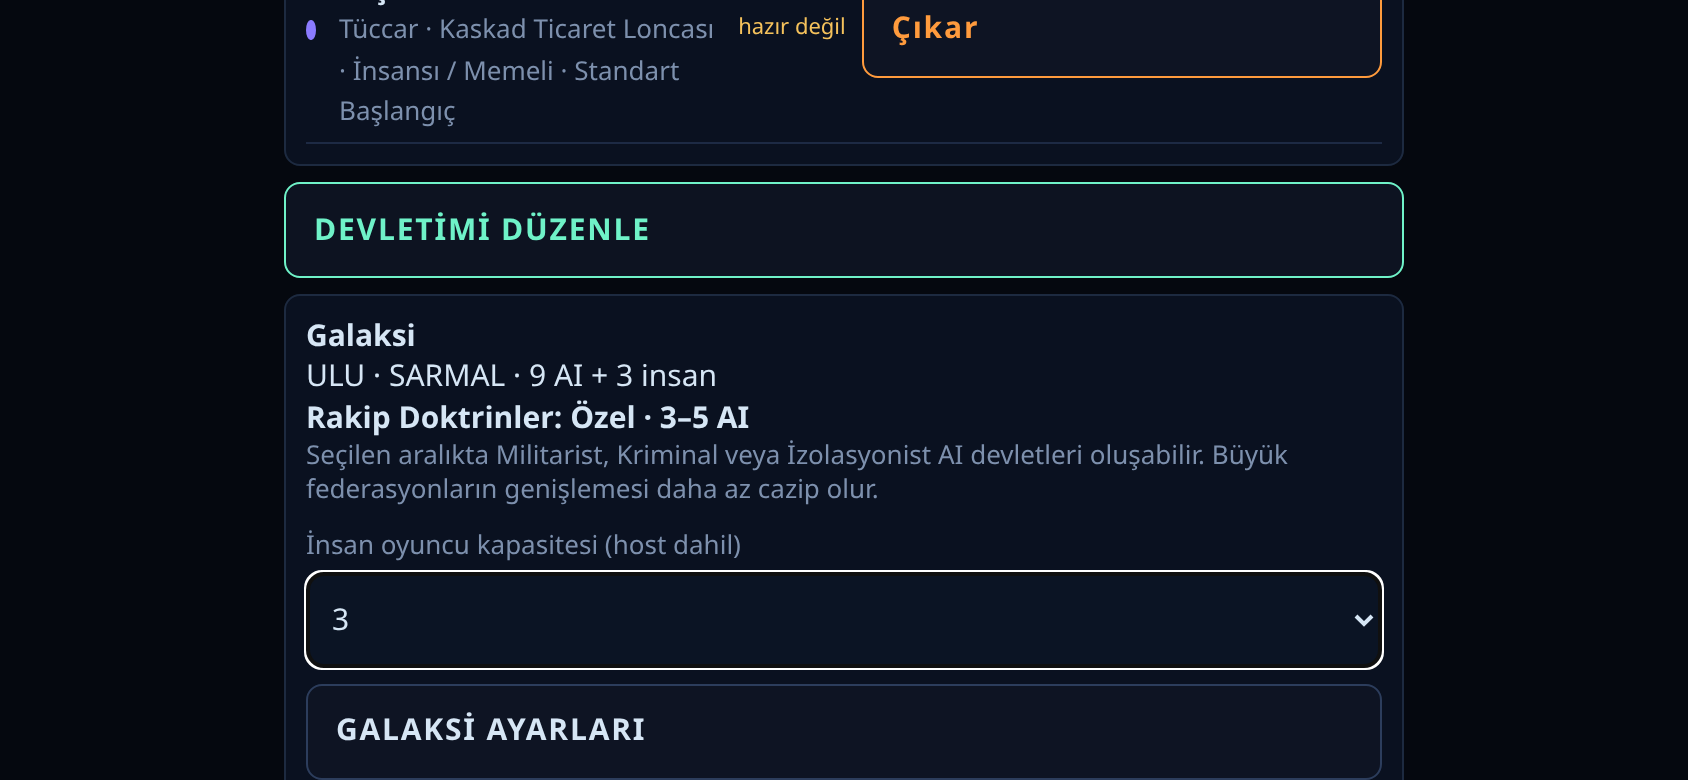 Tüccar · Kaskad Ticaret Loncası hazır değil Çıkar
· İnsansı / Memeli · Standart
Başlangıç
DEVLETİMİ DÜZENLE
Galaksi
ULU · SARMAL · 9 AI + 3 insan
Rakip Doktrinler: Özel · 3–5 AI
Seçilen aralıkta Militarist, Kriminal veya İzolasyonist AI devletleri oluşabilir. Büyük
federasyonların genişlemesi daha az cazip olur.
İnsan oyuncu kapasitesi (host dahil)
3
GALAKSİ AYARLARI